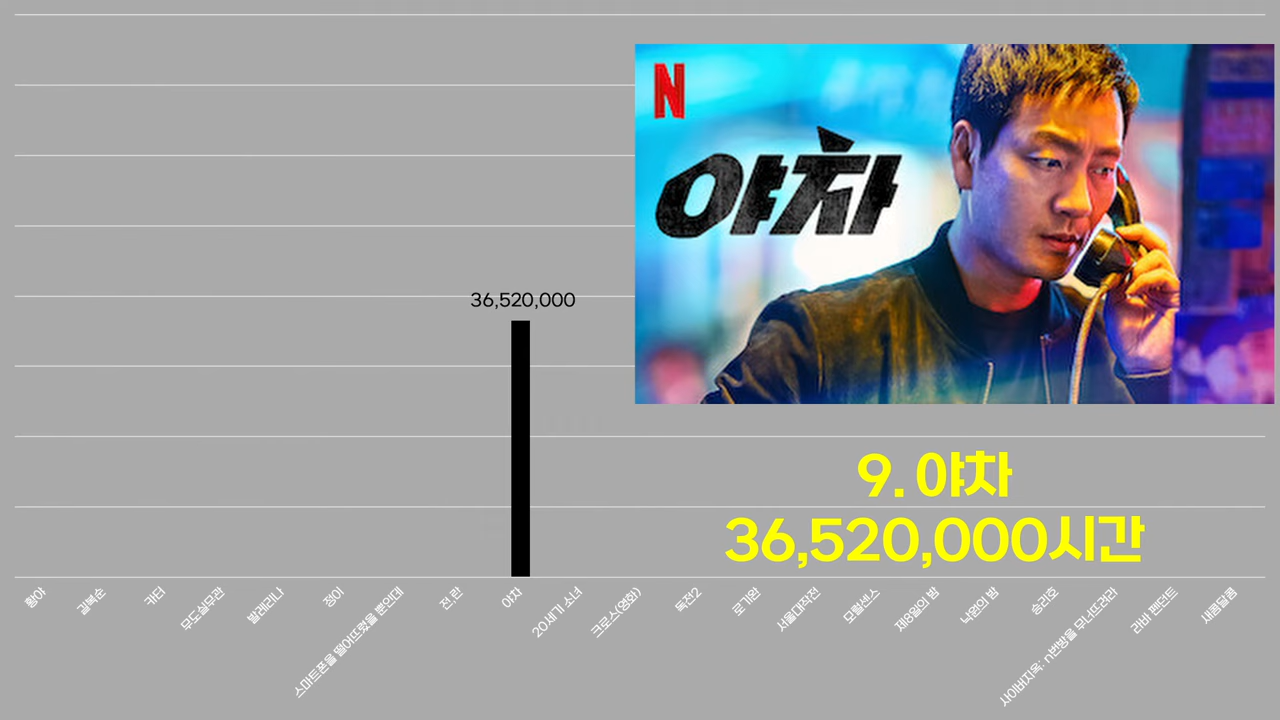 N
야차
36,520,000
9. 야차
36,520,000시간
황야
길복순
카터
무도실무관
발레리나
정이
스마트폰을 떨어뜨렸을 뿐인데
전,란
야차
20세기 소녀
크로스(영화)
독전2
로기완
서울대작전
모럴센스
제8일의 밤
낙원의 밤
승리호
사이버지옥: n번방을 무너뜨려라
러브 앤 리쉬
새콤달콤